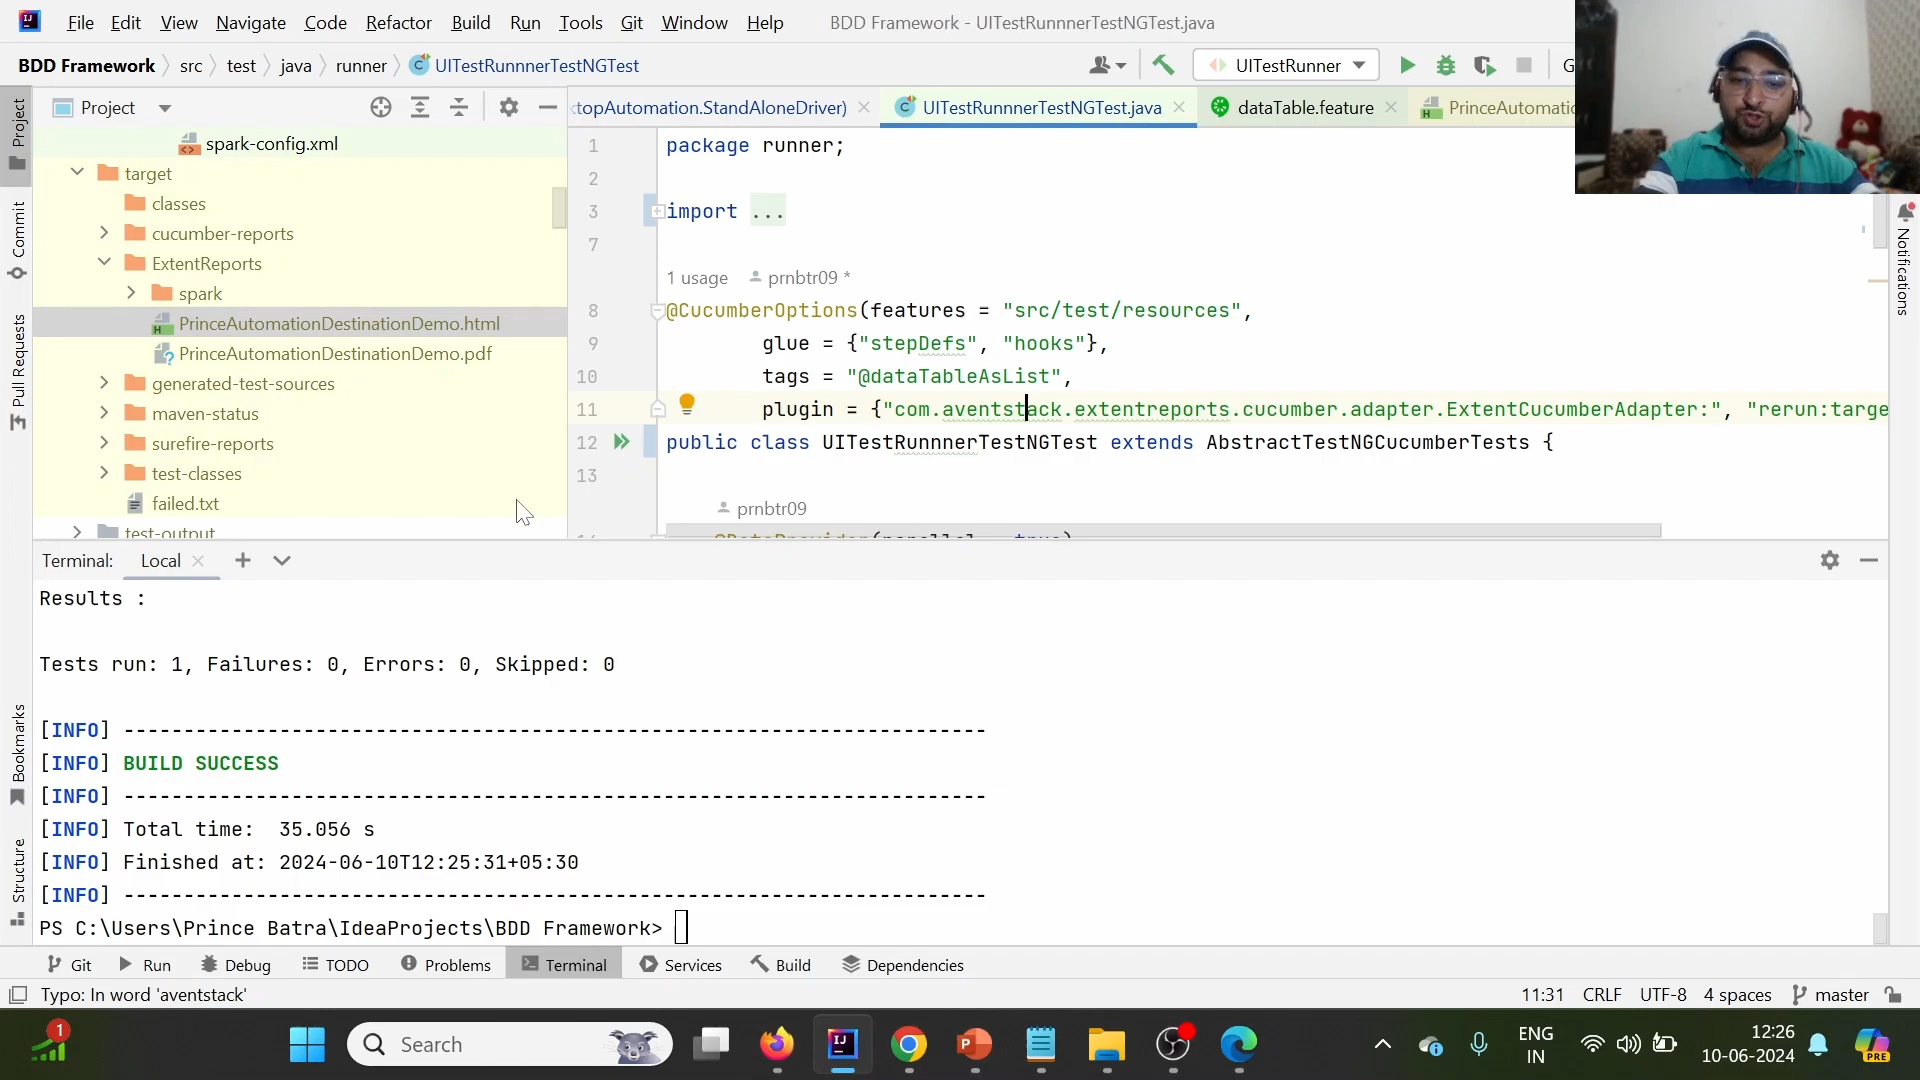 File Edit View Navigate Code Refactor Build Run Tools Git Window Help BDD Framework - UITestRunnnerTestNGTest.java
BDD Framework src test java runner UITestRunnnerTestNGTest UITestRunner
Project
topAutomation.StandAloneDriver) UITestRunnnerTestNGTest.java dataTable.feature PrinceAutomatio
spark-config.xml
target
classes
cucumber-reports
ExtentReports
spark
PrinceAutomationDestinationDemo.html
PrinceAutomationDestinationDemo.pdf
generated-test-sources
maven-status
surefire-reports
test-classes
failed.txt
test-output
1 package runner;
2
3 import ...
7
1 usage prnbtr09 *
8 @CucumberOptions(features = "src/test/resources",
9 glue = {"stepDefs", "hooks"},
10 tags = "@dataTableAsList",
11 plugin = {"com.aventstack.extentreports.cucumber.adapter.ExtentCucumberAdapter:", "rerun:targe
12 public class UITestRunnnerTestNGTest extends AbstractTestNGCucumberTests {
13
prnbtr09
Project
Commit
Pull Requests
Bookmarks
Structure
Notifications
Terminal: Local
Results :
Tests run: 1, Failures: 0, Errors: 0, Skipped: 0
[INFO] ------------------------------------------------------------------------
[INFO] BUILD SUCCESS
[INFO] ------------------------------------------------------------------------
[INFO] Total time:  35.056 s
[INFO] Finished at: 2024-06-10T12:25:31+05:30
[INFO] ------------------------------------------------------------------------
PS C:\Users\Prince Batra\IdeaProjects\BDD Framework>
Git Run Debug TODO Problems Terminal Services Build Dependencies
Typo: In word 'aventstack' 11:31 CRLF UTF-8 4 spaces master
1 Search ENG 12:26
IN 10-06-2024 PRE